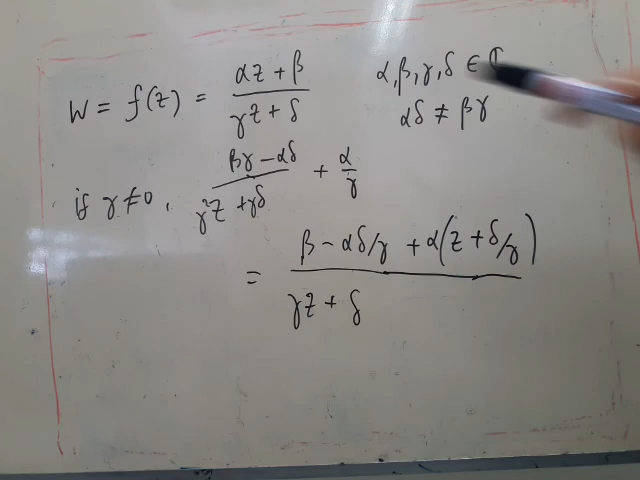 W = f(z) = (αz + β)/(γz + δ)    α, β, γ, δ ∈
αδ ≠ βγ
if γ ≠ 0, (βγ - αδ)/(γ²z + γδ) + α/γ
= (β - αδ/γ + α(z + δ/γ))/(γz + δ)